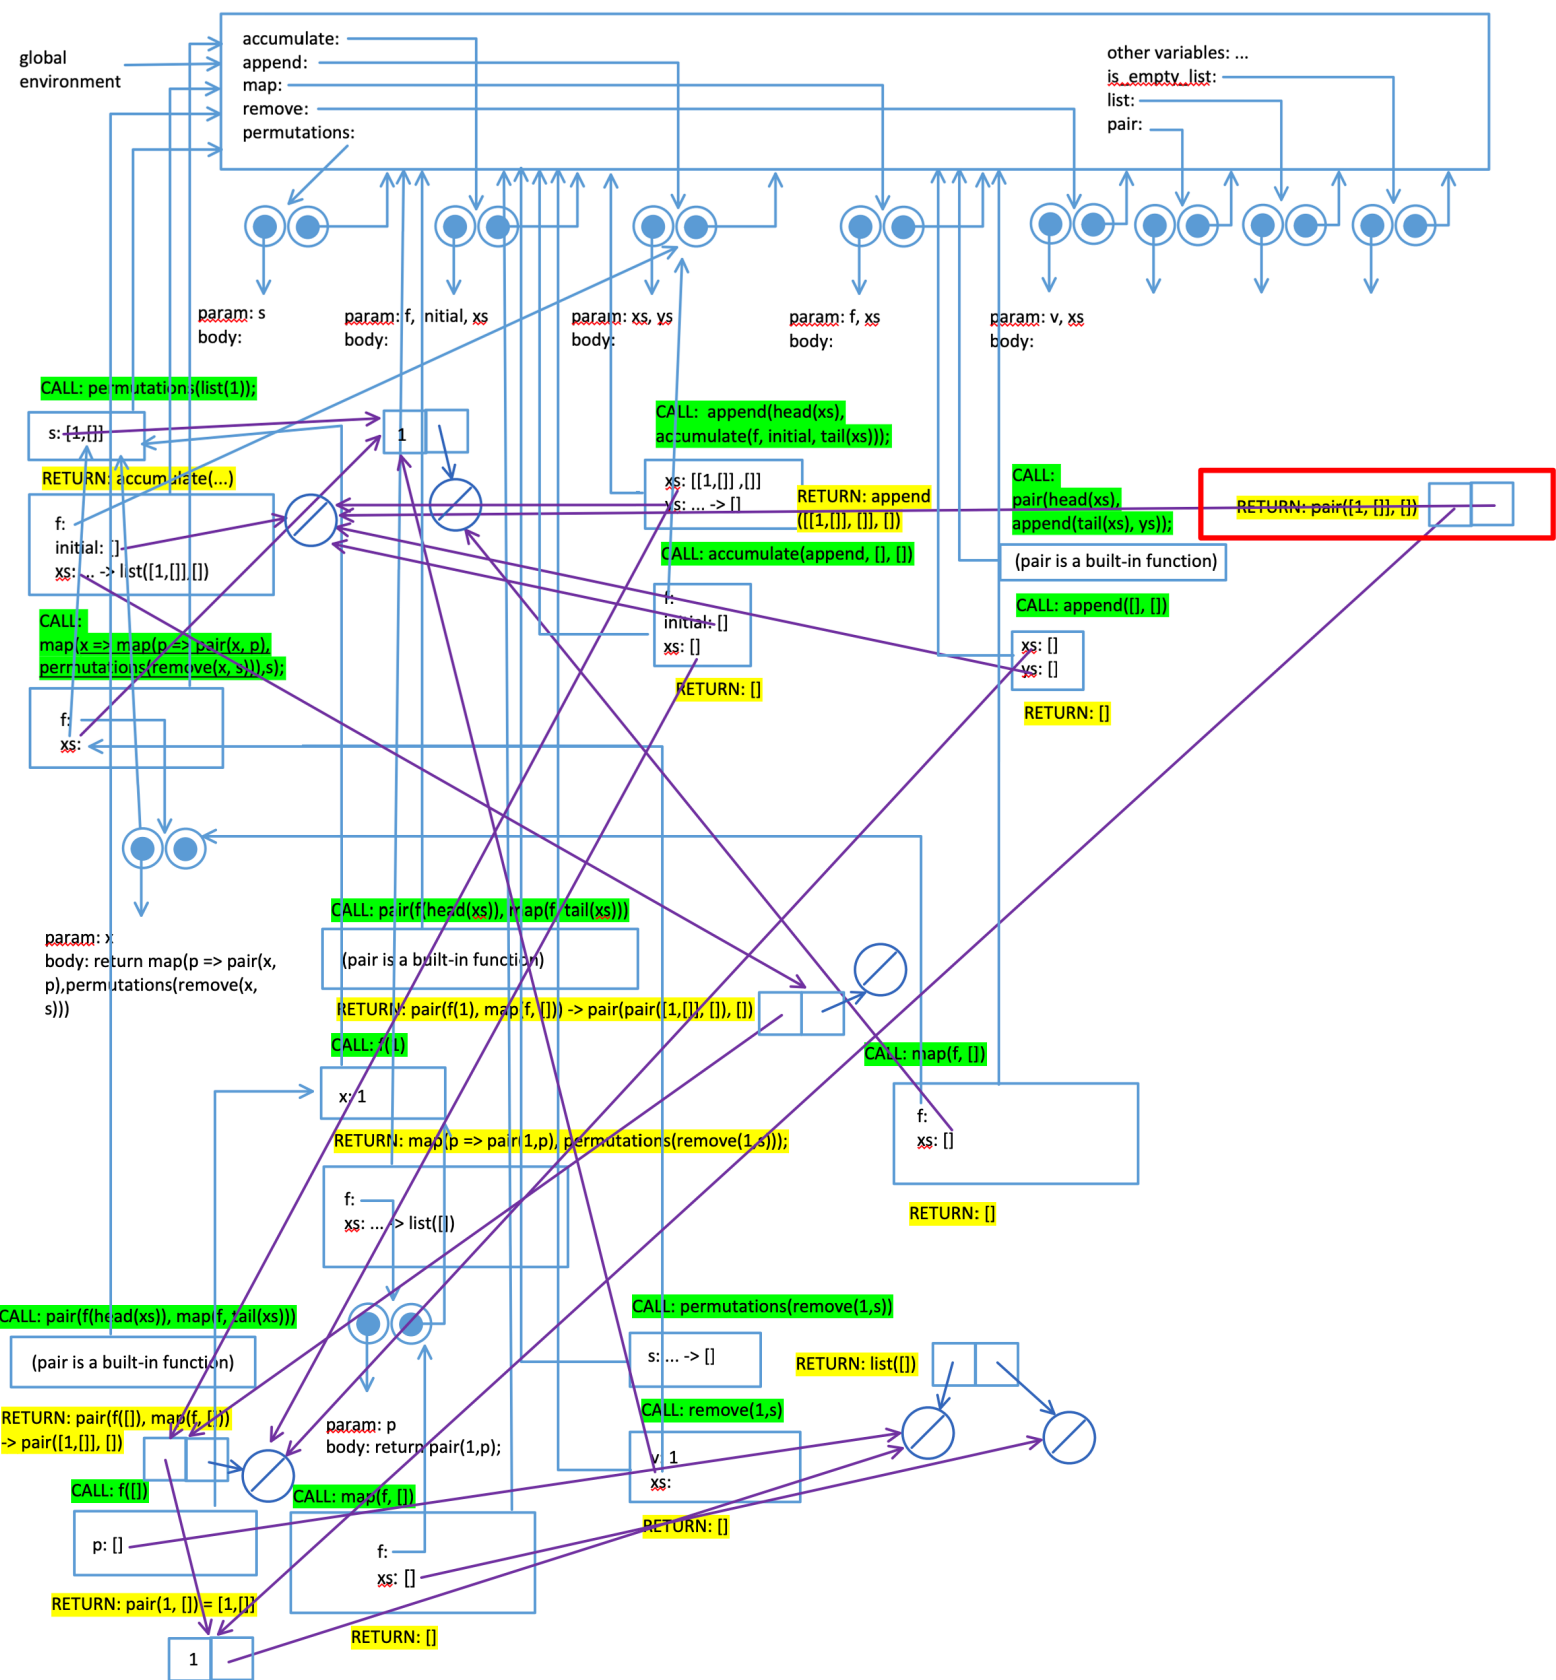 global
environment
accumulate:
append:
map:
remove:
permutations:
other variables: ...
is_empty_list:
list:
pair:
param: s
body:
param: f, initial, xs
body:
param: xs, ys
body:
param: f, xs
body:
param: v, xs
body:
CALL: permutations(list(1));
s: [1,[]]
RETURN: accumulate(...)
f:
initial: []
xs: ... -> list([1,[]],[])
1
CALL: append(head(xs),
accumulate(f, initial, tail(xs)));
xs: [[1,[]] ,[]]
ys: ... -> []
RETURN: append
([[1,[]], []], [])
CALL: accumulate(append, [], [])
f:
initial: []
xs: []
RETURN: []
CALL:
pair(head(xs),
append(tail(xs), ys));
(pair is a built-in function)
RETURN: pair([1, []], [])
CALL: append([], [])
xs: []
ys: []
RETURN: []
CALL:
map(x => map(p => pair(x, p),
permutations(remove(x, s))),s);
f:
xs:
param: x
body: return map(p => pair(x,
p),permutations(remove(x,
s)))
CALL: pair(f(head(xs)), map(f, tail(xs)))
(pair is a built-in function)
RETURN: pair(f(1), map(f, [])) -> pair(pair([1,[]], []), [])
CALL: f(1)
x: 1
RETURN: map(p => pair(1,p), permutations(remove(1,s)));
f:
xs: ... -> list([])
CALL: map(f, [])
f:
xs: []
RETURN: []
CALL: pair(f(head(xs)), map(f, tail(xs)))
(pair is a built-in function)
RETURN: pair(f([]), map(f, []))
-> pair([1,[]], [])
CALL: f([])
p: []
RETURN: pair(1, []) = [1,[]]
1
param: p
body: return pair(1,p);
CALL: map(f, [])
f:
xs: []
RETURN: []
CALL: permutations(remove(1,s))
s: ... -> []
RETURN: list([])
CALL: remove(1,s)
v: 1
xs:
RETURN: []